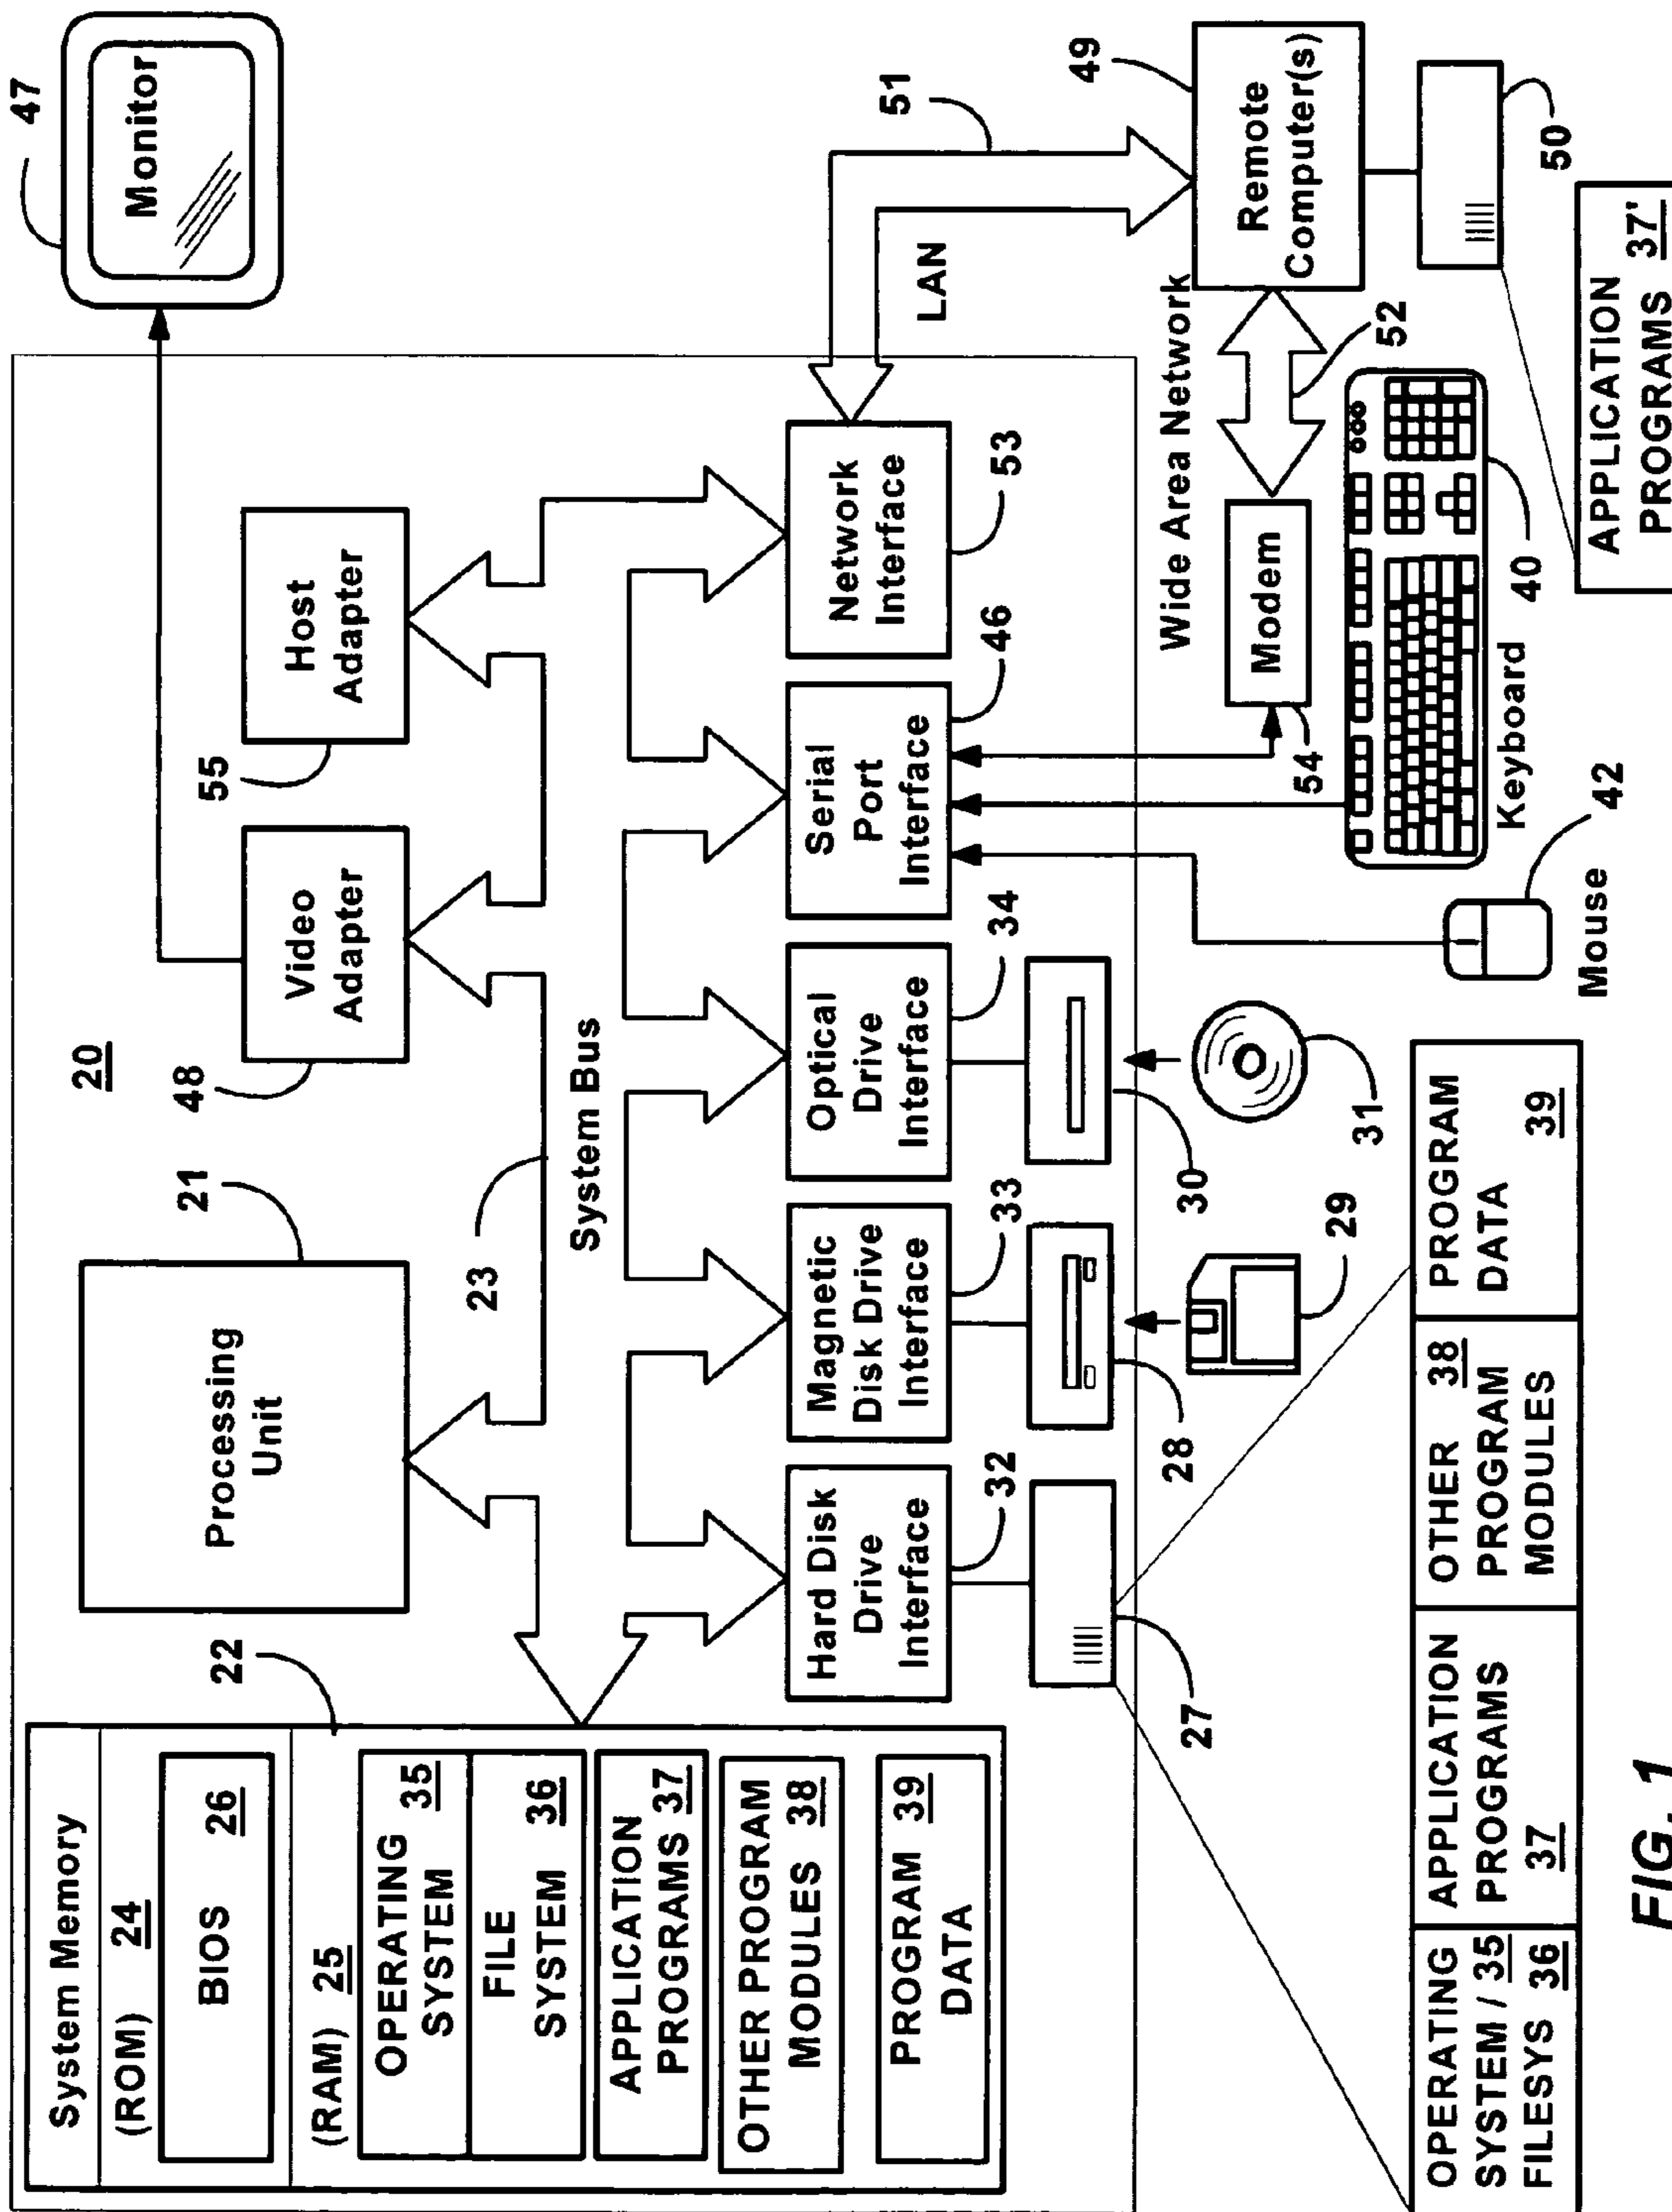 System Memory
(ROM) 24
BIOS 26
(RAM) 25
OPERATING
SYSTEM 35
FILE
SYSTEM 36
APPLICATION
PROGRAMS 37
OTHER PROGRAM
MODULES 38
PROGRAM 39
DATA
22
Processing
Unit
21
20
48
Video
Adapter
55
Host
Adapter
47
Monitor
23
System Bus
Hard Disk
Drive
Interface
32
Magnetic
Disk Drive
Interface
33
Optical
Drive
Interface
34
Serial
Port
Interface
46
Network
Interface
53
LAN
51
49
Remote
Computer(s)
50
Wide Area Network
52
Modem
54
27
28
29
30
31
Mouse
42
Keyboard
40
OPERATING
SYSTEM / 35
FILESYS 36
APPLICATION
PROGRAMS
37
OTHER 38
PROGRAM
MODULES
PROGRAM
DATA
39
APPLICATION
PROGRAMS 37'
FIG. 1